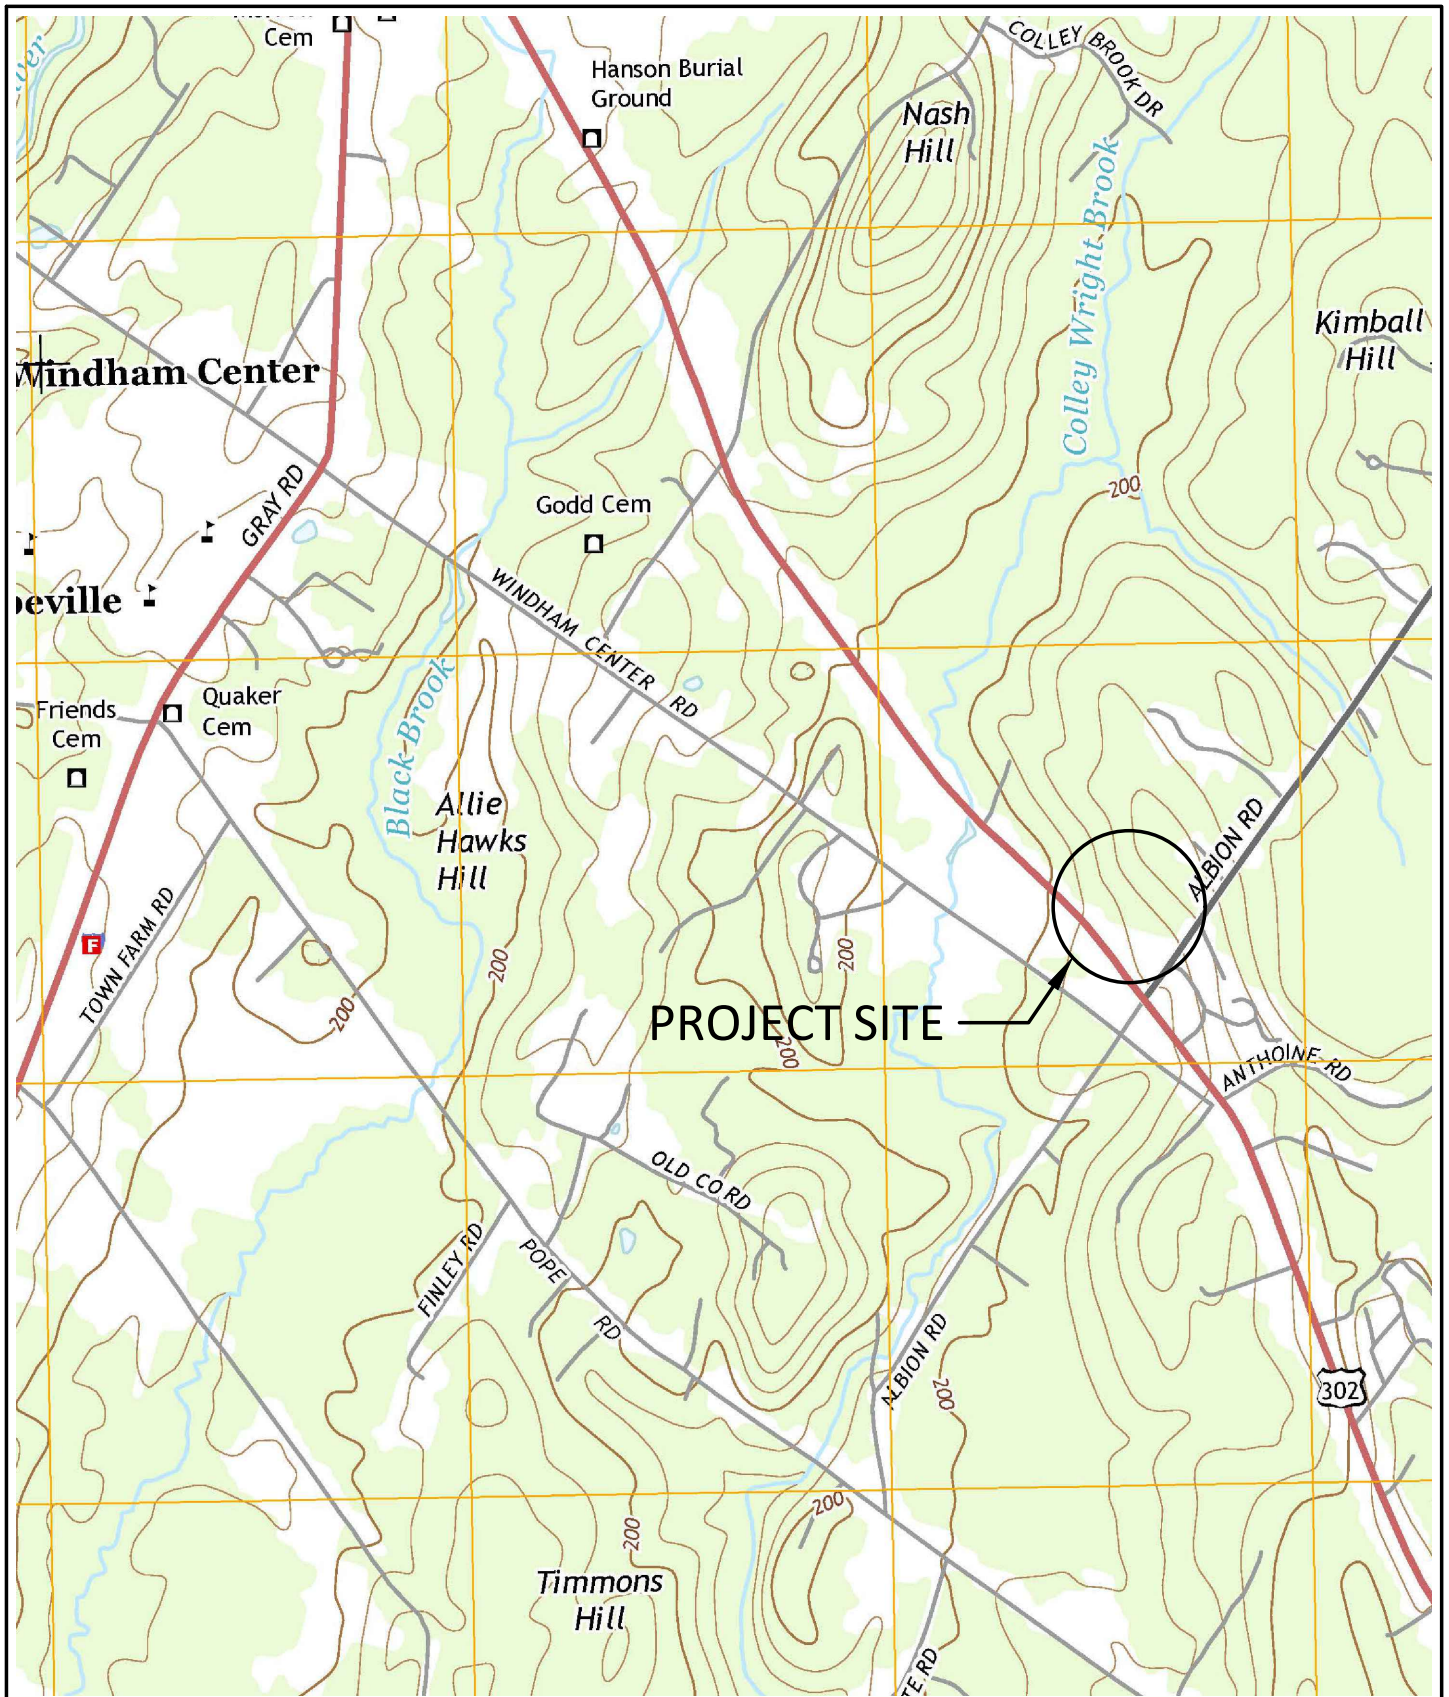 Cem
Hanson Burial
Ground
COLLEY BROOK DR
Nash
Hill
Colley Wright Brook
Kimball
Hill
Windham Center
GRAY RD
Godd Cem
200
WINDHAM CENTER RD
Quaker
Cem
Friends
Cem
Black Brook
Allie
Hawks
Hill
ALBION RD
TOWN FARM RD
F
200
200
200
PROJECT SITE
200
ANTHOINE RD
OLD CO RD
FINLEY RD
POPE RD
ALBION RD
200
302
200
200
Timmons
Hill